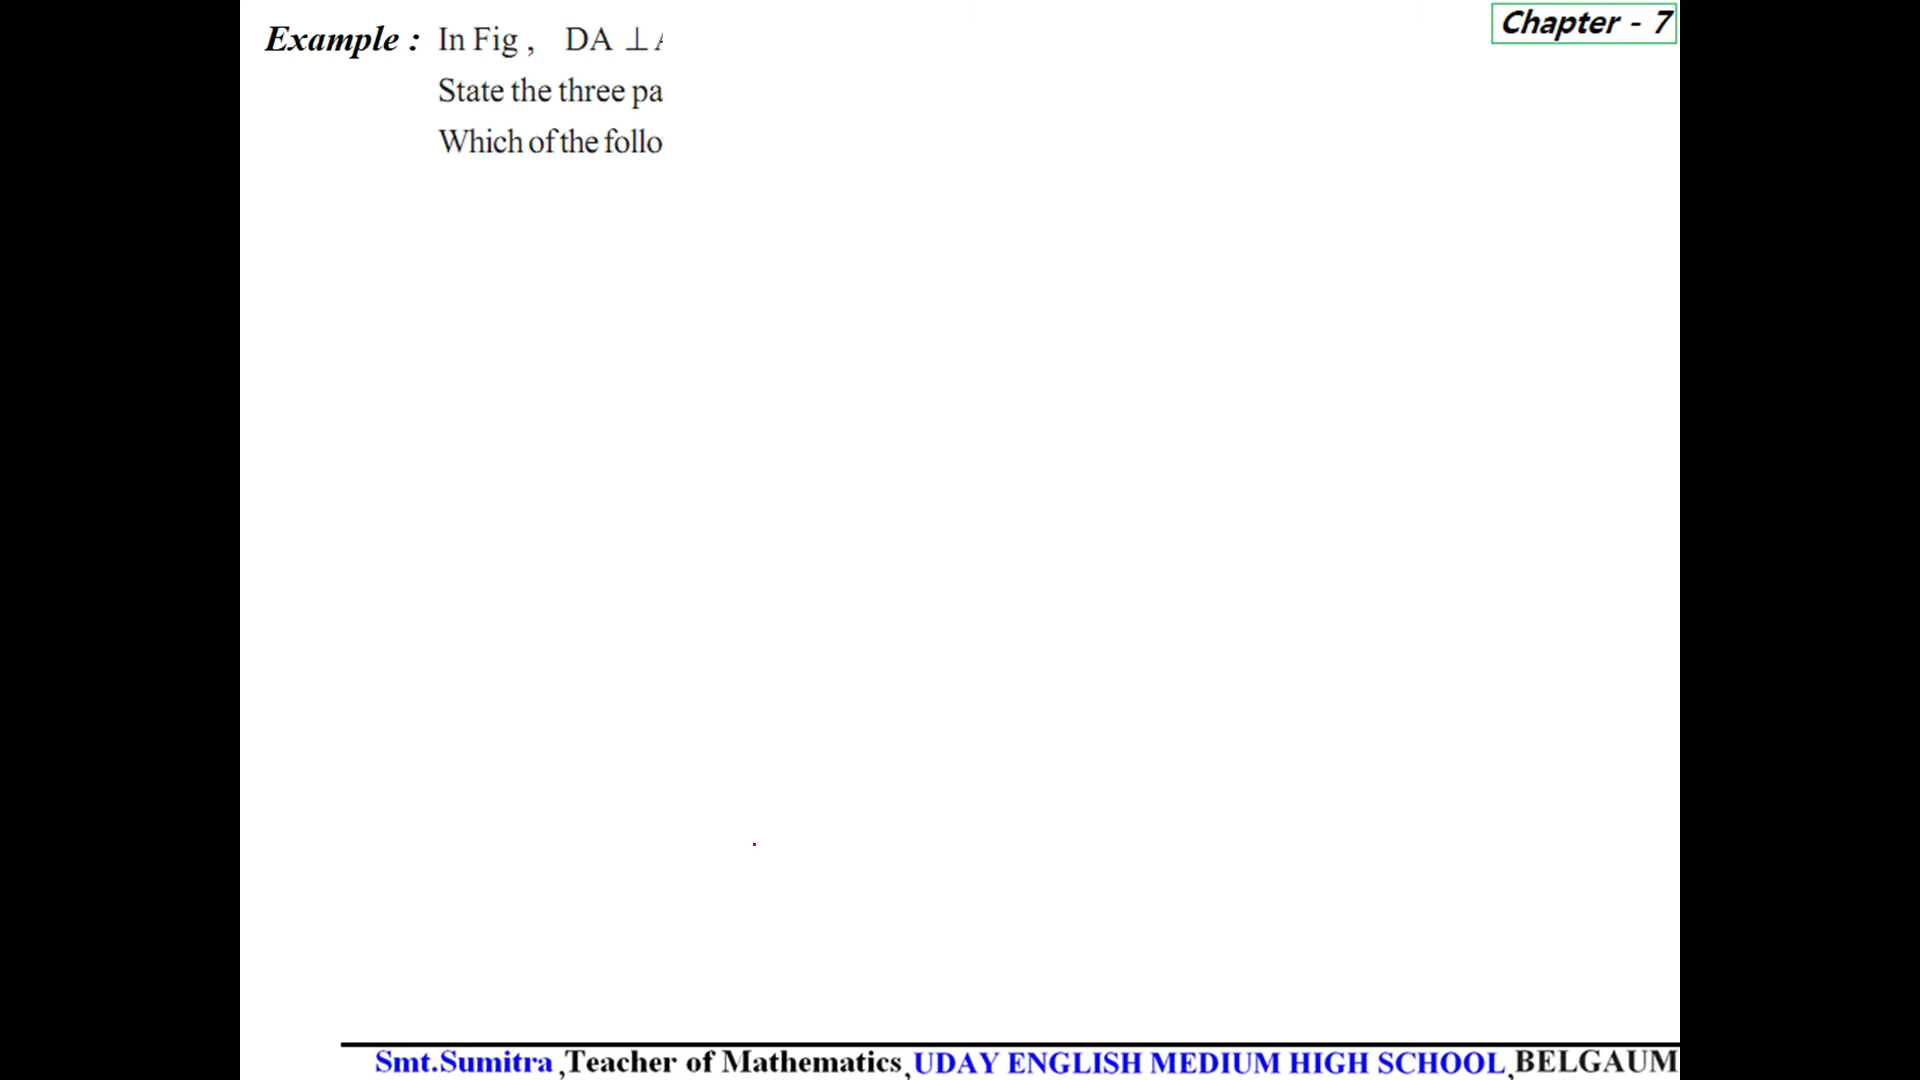 Chapter - 7
Example : In Fig , DA ⊥
State the three pa
Which of the follo
Smt.Sumitra ,Teacher of Mathematics,UDAY ENGLISH MEDIUM HIGH SCHOOL,BELGAUM